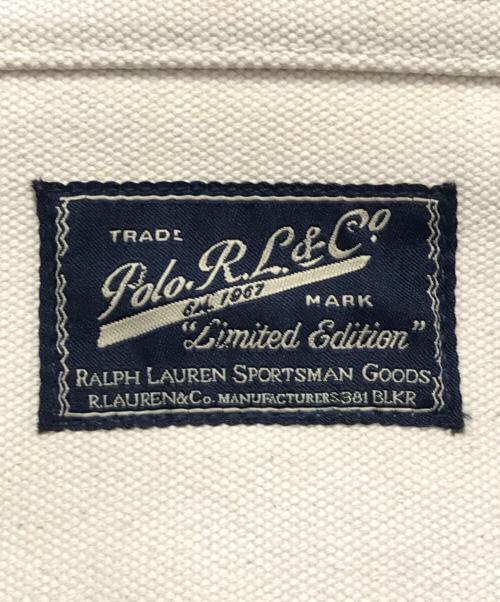 TRADE
Polo. R.L. & Co
Est. 1967
MARK
"Limited Edition"
RALPH LAUREN SPORTSMAN GOODS
R.LAUREN&Co. MANUFACTURERS.381 BLKR